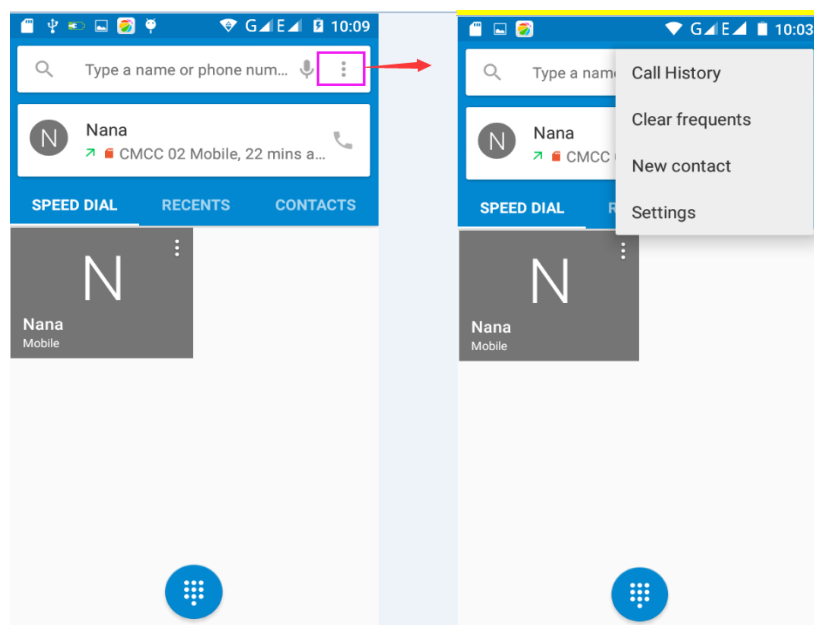 G E 10:09
Type a name or phone num...
N
Nana
CMCC 02 Mobile, 22 mins a...
SPEED DIAL RECENTS CONTACTS
N
Nana
Mobile
G E 10:03
Type a nam
Call History
Clear frequents
New contact
Settings
N
Nana
CMCC
SPEED DIAL R
N
Nana
Mobile